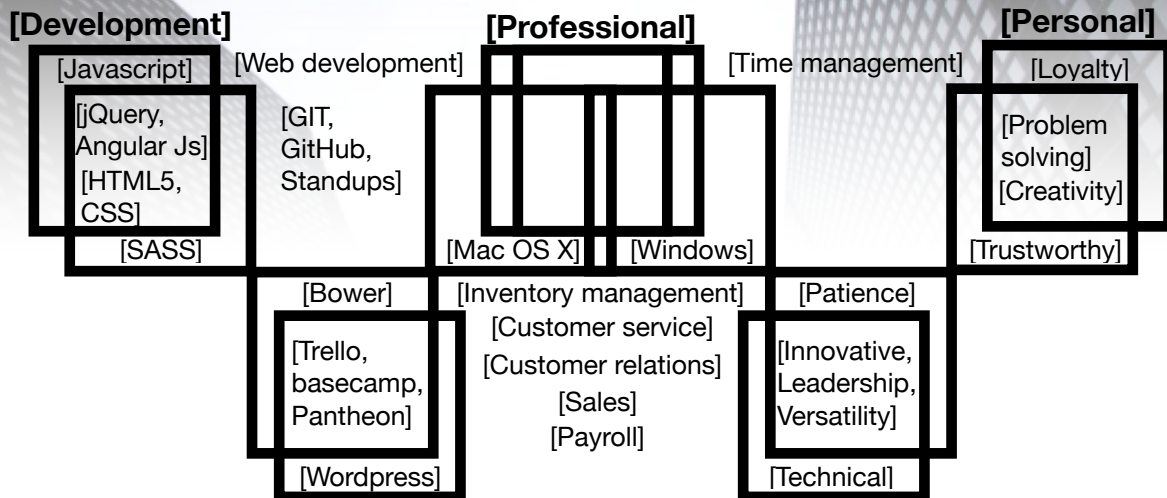 [Development]
[Professional]
[Personal]
[Javascript]
[Web development]
[Time management]
[Loyalty]
[jQuery,
Angular Js]
[HTML5,
CSS]
[GIT,
GitHub,
Standups]
[Problem
solving]
[Creativity]
[SASS]
[Mac OS X]
[Windows]
[Trustworthy]
[Bower]
[Inventory management]
[Patience]
[Customer service]
[Trello,
basecamp,
Pantheon]
[Customer relations]
[Sales]
[Payroll]
[Innovative,
Leadership,
Versatility]
[Wordpress]
[Technical]